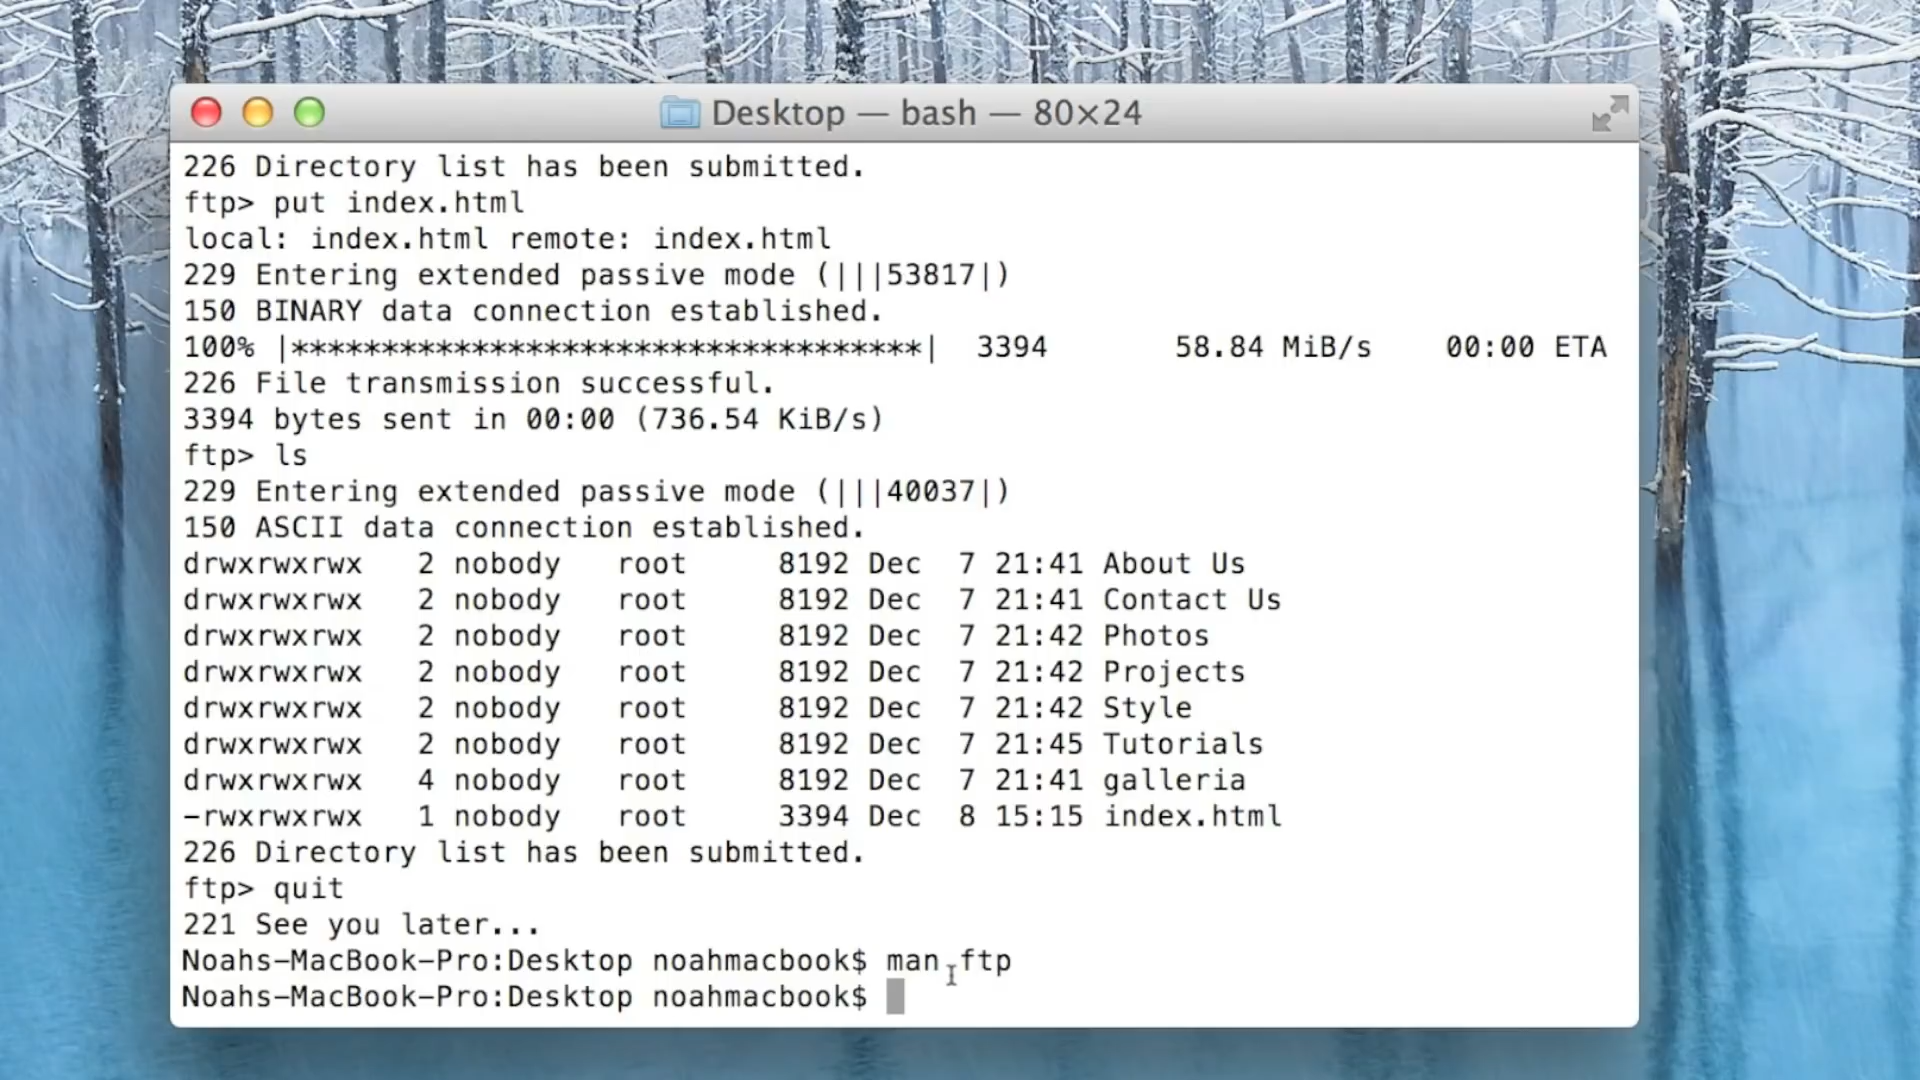 Desktop — bash — 80×24
226 Directory list has been submitted.
ftp> put index.html
local: index.html remote: index.html
229 Entering extended passive mode (|||53817|)
150 BINARY data connection established.
100% |***********************************| 3394 58.84 MiB/s 00:00 ETA
226 File transmission successful.
3394 bytes sent in 00:00 (736.54 KiB/s)
ftp> ls
229 Entering extended passive mode (|||40037|)
150 ASCII data connection established.
drwxrwxrwx 2 nobody root 8192 Dec 7 21:41 About Us
drwxrwxrwx 2 nobody root 8192 Dec 7 21:41 Contact Us
drwxrwxrwx 2 nobody root 8192 Dec 7 21:42 Photos
drwxrwxrwx 2 nobody root 8192 Dec 7 21:42 Projects
drwxrwxrwx 2 nobody root 8192 Dec 7 21:42 Style
drwxrwxrwx 2 nobody root 8192 Dec 7 21:45 Tutorials
drwxrwxrwx 4 nobody root 8192 Dec 7 21:41 galleria
-rwxrwxrwx 1 nobody root 3394 Dec 8 15:15 index.html
226 Directory list has been submitted.
ftp> quit
221 See you later...
Noahs-MacBook-Pro:Desktop noahmacbook$ man ftp
Noahs-MacBook-Pro:Desktop noahmacbook$